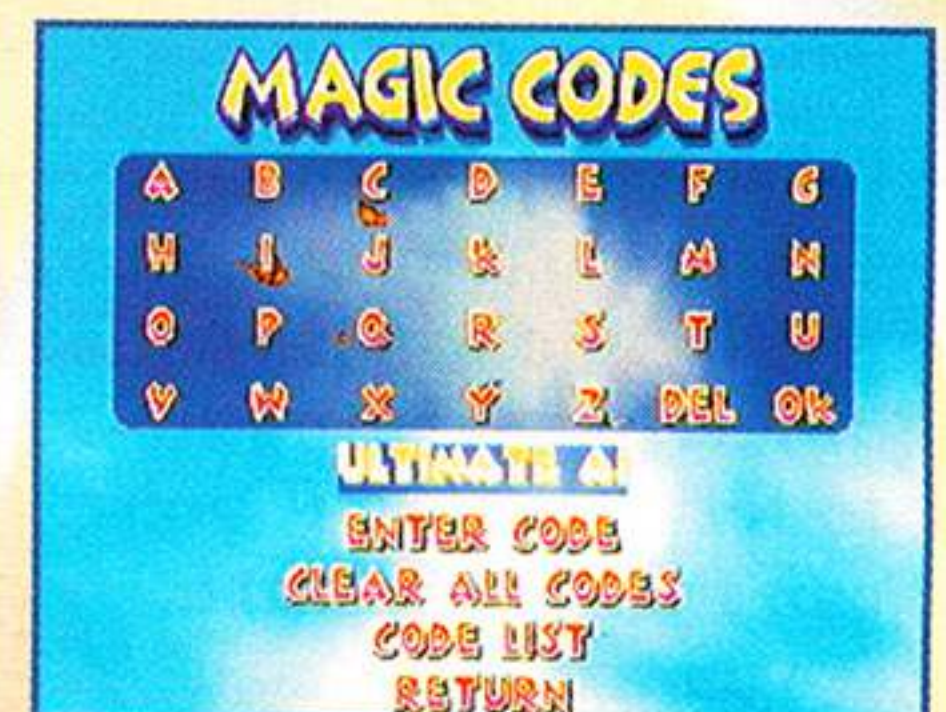 MAGIC CODES
A B C D E F G
H I J K L M N
O P Q R S T U
V W X Y Z DEL OK
ULTIMATE AI
ENTER CODE
CLEAR ALL CODES
CODE LIST
RETURN